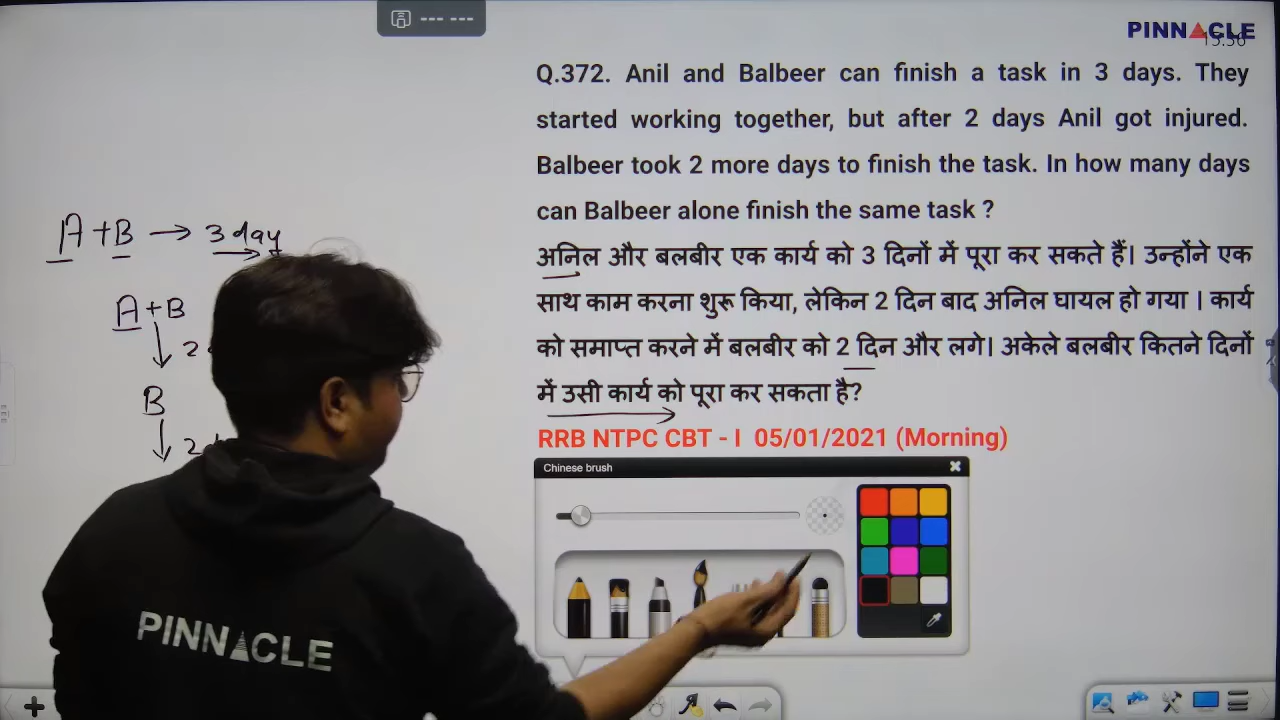 --- ---
PINNACLE
15:36
Q.372. Anil and Balbeer can finish a task in 3 days. They
started working together, but after 2 days Anil got injured.
Balbeer took 2 more days to finish the task. In how many days
can Balbeer alone finish the same task ?
अनिल और बलबीर एक कार्य को 3 दिनों में पूरा कर सकते हैं। उन्होंने एक
साथ काम करना शुरू किया, लेकिन 2 दिन बाद अनिल घायल हो गया । कार्य
को समाप्त करने में बलबीर को 2 दिन और लगे। अकेले बलबीर कितने दिनों
में उसी कार्य को पूरा कर सकता है?
RRB NTPC CBT - I 05/01/2021 (Morning)
Chinese brush
A + B → 3 day
A + B
↓ 2
B
↓ 2
PINNACLE